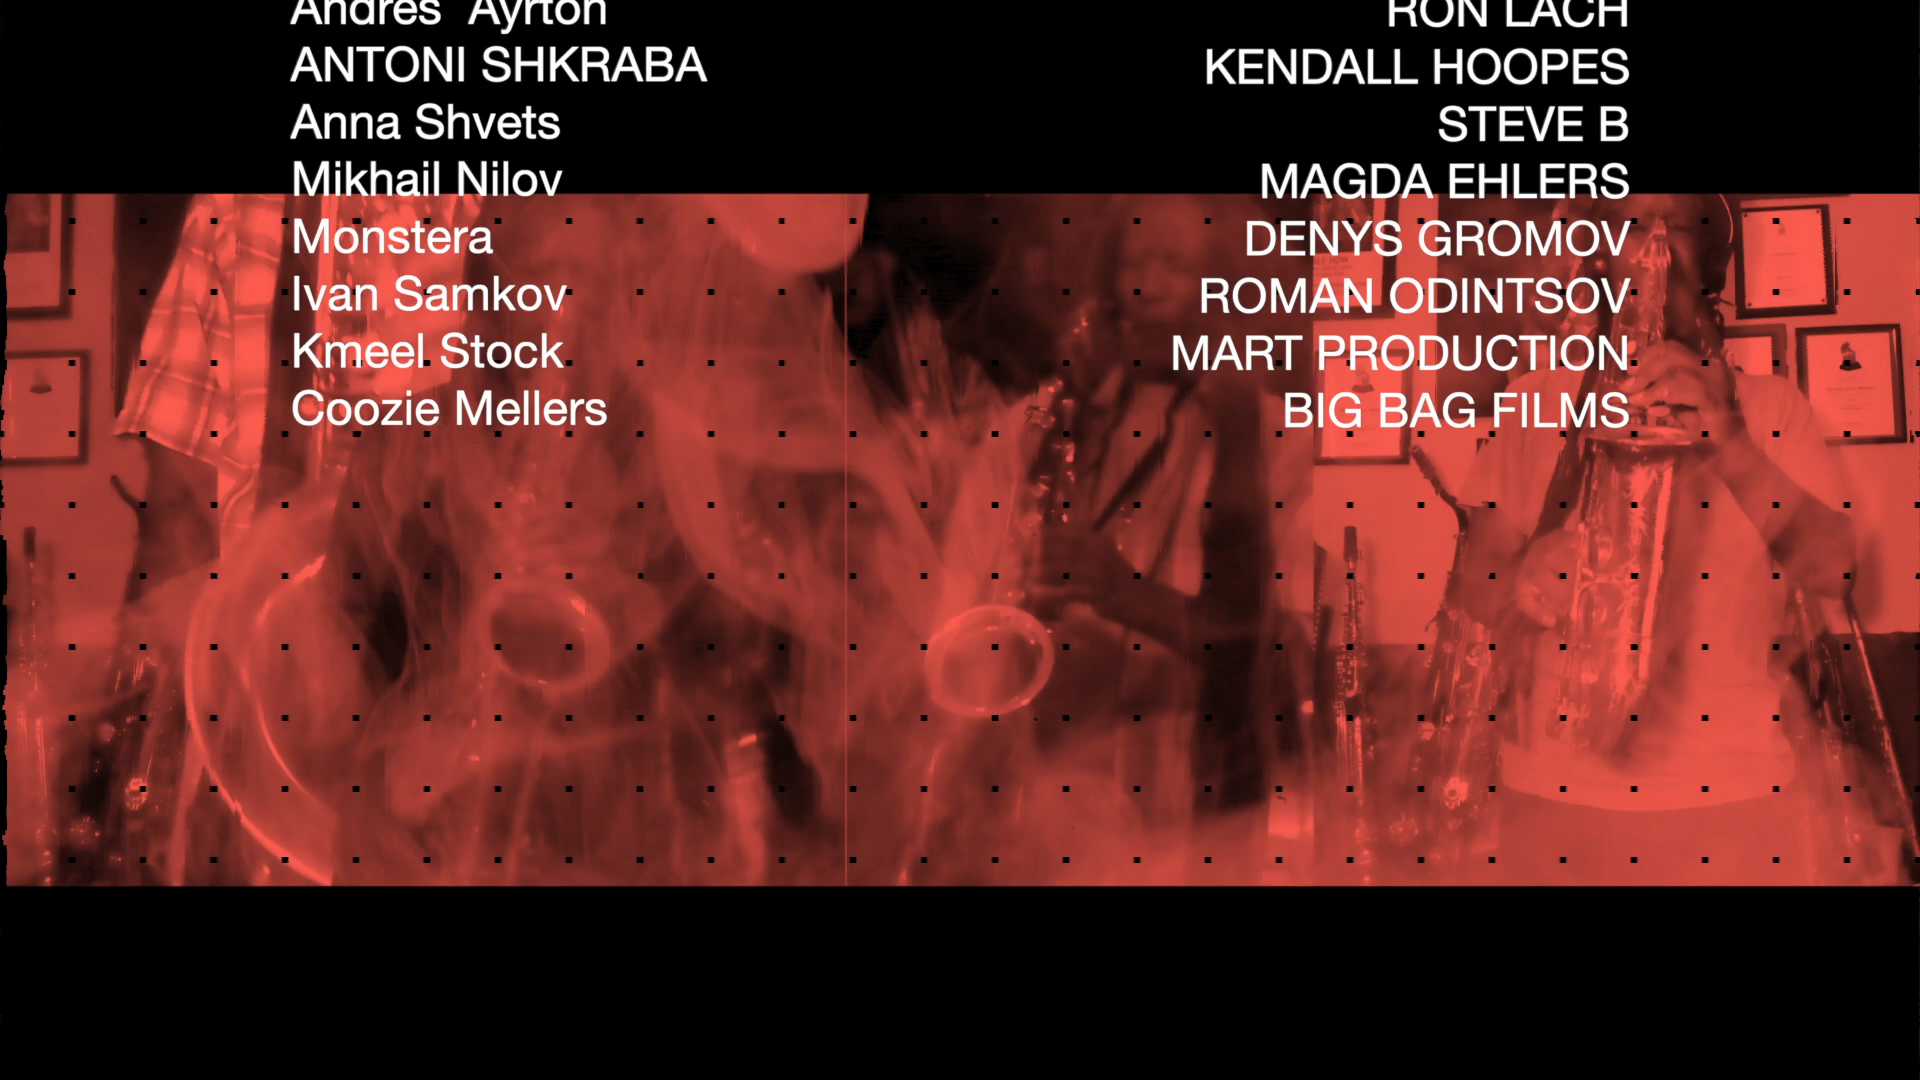 Andres Ayrton
ANTONI SHKRABA
Anna Shvets
Mikhail Nilov
Monstera
Ivan Samkov
Kmeel Stock
Coozie Mellers
RON LACH
KENDALL HOOPES
STEVE B
MAGDA EHLERS
DENYS GROMOV
ROMAN ODINTSOV
MART PRODUCTION
BIG BAG FILMS